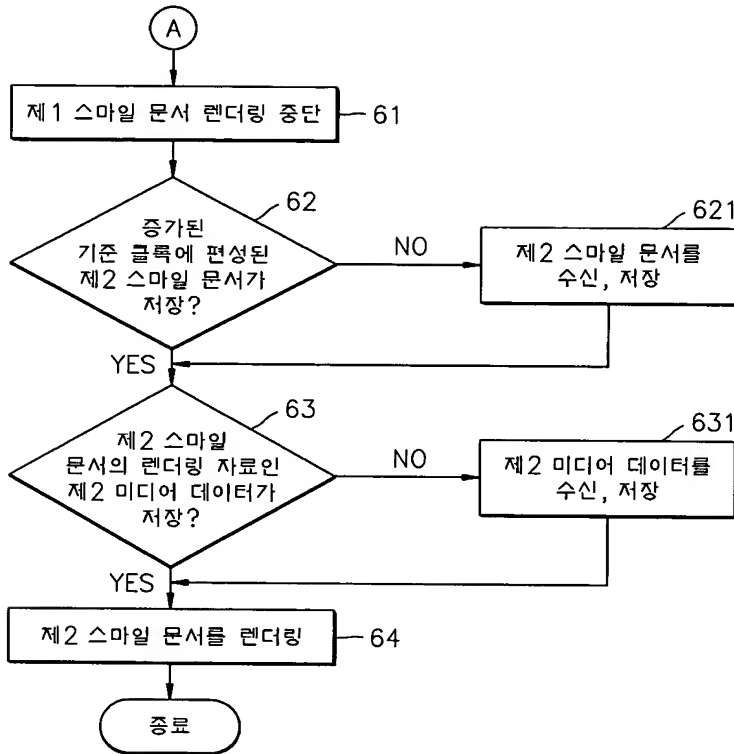 A
제1 스마일 문서 렌더링 중단
61
62
증가된
기준 클록에 편성된
제2 스마일 문서가
저장?
NO
621
제2 스마일 문서를
수신, 저장
YES
63
제2 스마일
문서의 렌더링 자료인
제2 미디어 데이터가
저장?
NO
631
제2 미디어 데이터를
수신, 저장
YES
제2 스마일 문서를 렌더링
64
종료